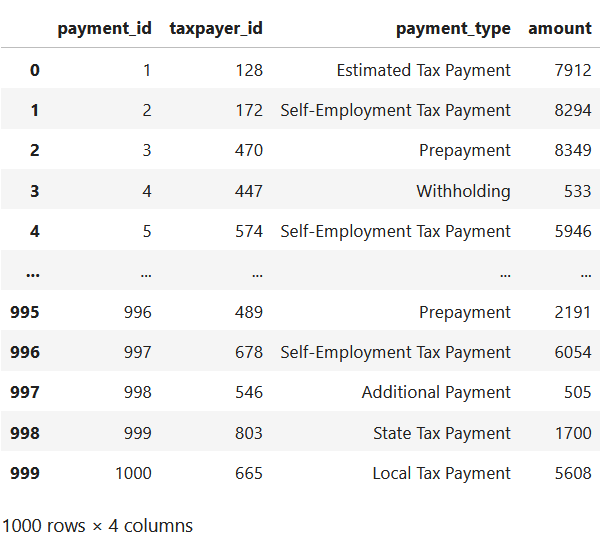 payment_id taxpayer_id payment_type amount
0 1 128 Estimated Tax Payment 7912
1 2 172 Self-Employment Tax Payment 8294
2 3 470 Prepayment 8349
3 4 447 Withholding 533
4 5 574 Self-Employment Tax Payment 5946
... ... ... ... ...
995 996 489 Prepayment 2191
996 997 678 Self-Employment Tax Payment 6054
997 998 546 Additional Payment 505
998 999 803 State Tax Payment 1700
999 1000 665 Local Tax Payment 5608
1000 rows × 4 columns